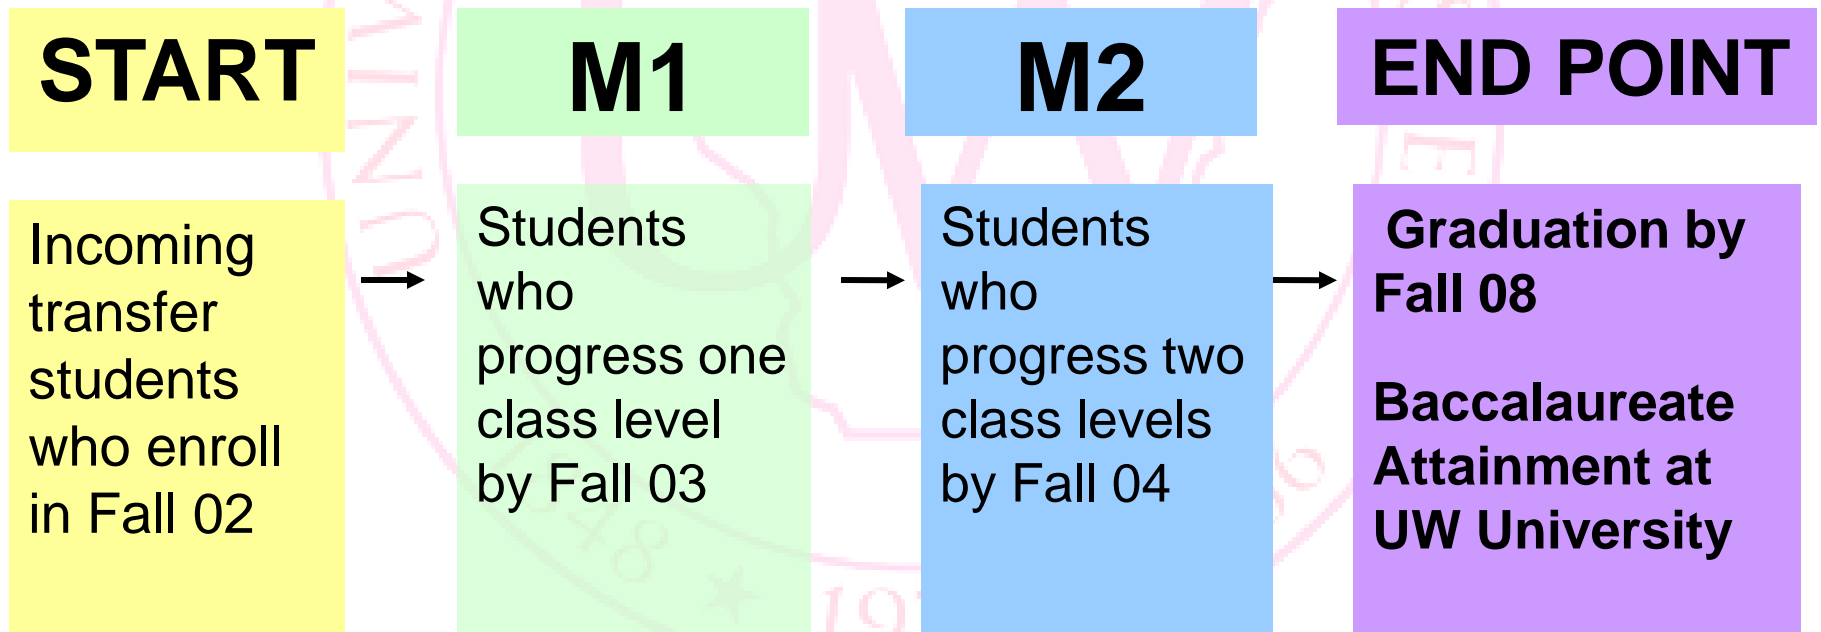 START
Incoming
transfer
students
who enroll
in Fall 02
M1
Students
who
progress one
class level
by Fall 03
M2
Students
who
progress two
class levels
by Fall 04
END POINT
Graduation by
Fall 08
Baccalaureate
Attainment at
UW University
1848